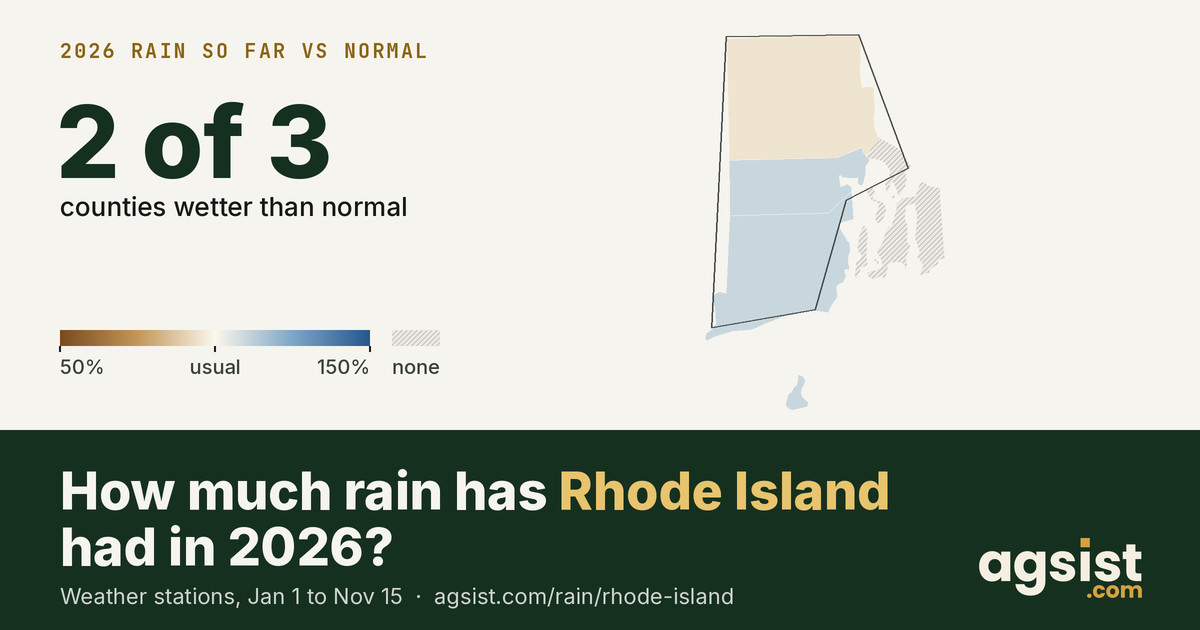 2026 RAIN SO FAR VS NORMAL
2 of 3
counties wetter than normal
50% usual 150% none
How much rain has Rhode Island
had in 2026?
Weather stations, Jan 1 to Nov 15 · agsist.com/rain/rhode-island
agsist
.com